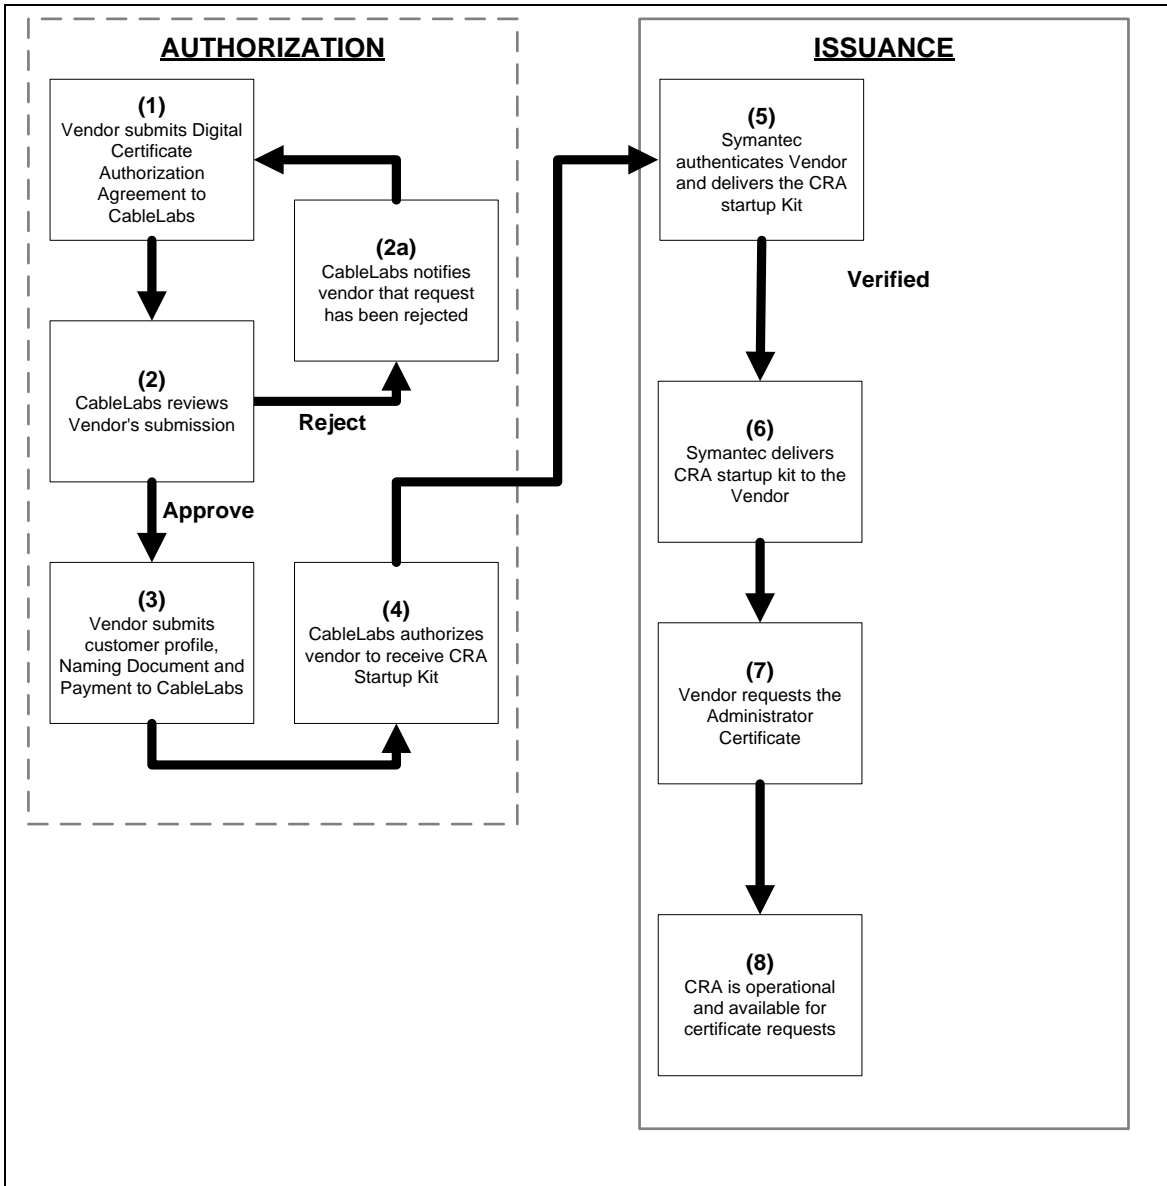 AUTHORIZATION
(1)
Vendor submits Digital
Certificate
Authorization
Agreement to
CableLabs
(2a)
CableLabs notifies
vendor that request
has been rejected
(2)
CableLabs reviews
Vendor's submission
Reject
Approve
(3)
Vendor submits
customer profile,
Naming Document and
Payment to CableLabs
(4)
CableLabs authorizes
vendor to receive CRA
Startup Kit
ISSUANCE
(5)
Symantec
authenticates Vendor
and delivers the CRA
startup Kit
Verified
(6)
Symantec delivers
CRA startup kit to the
Vendor
(7)
Vendor requests the
Administrator
Certificate
(8)
CRA is operational
and available for
certificate requests